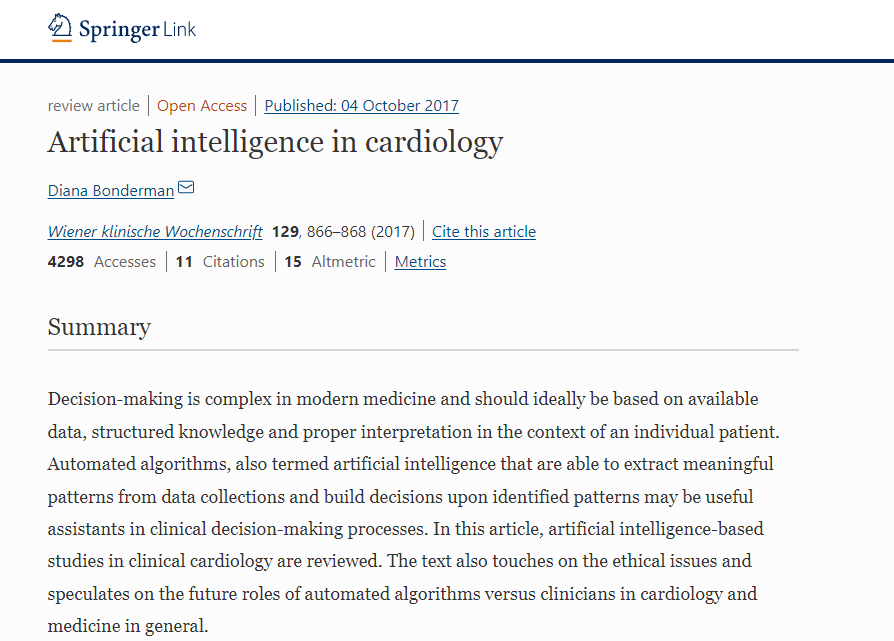 Springer Link
review article | Open Access | Published: 04 October 2017
Artificial intelligence in cardiology
Diana Bonderman
Wiener klinische Wochenschrift 129, 866–868 (2017) | Cite this article
4298 Accesses | 11 Citations | 15 Altmetric | Metrics
Summary
Decision-making is complex in modern medicine and should ideally be based on available
data, structured knowledge and proper interpretation in the context of an individual patient.
Automated algorithms, also termed artificial intelligence that are able to extract meaningful
patterns from data collections and build decisions upon identified patterns may be useful
assistants in clinical decision-making processes. In this article, artificial intelligence-based
studies in clinical cardiology are reviewed. The text also touches on the ethical issues and
speculates on the future roles of automated algorithms versus clinicians in cardiology and
medicine in general.